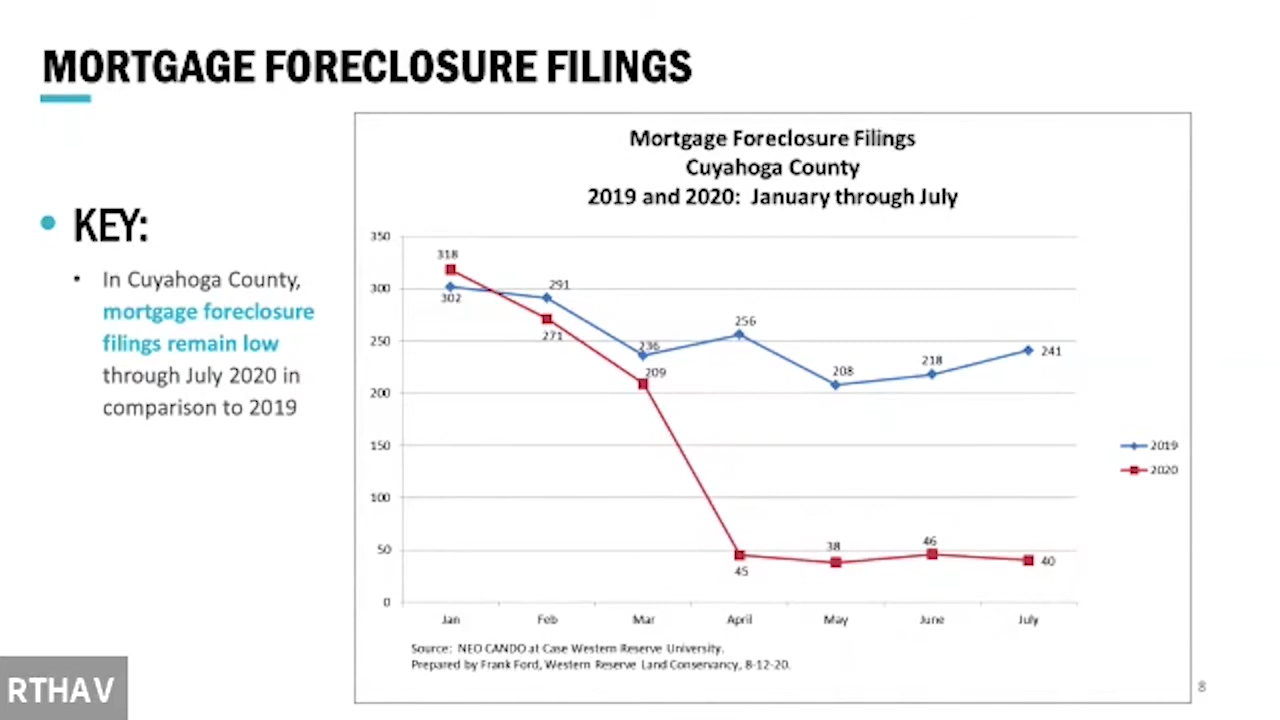 MORTGAGE FORECLOSURE FILINGS
• KEY:
• In Cuyahoga County,
mortgage foreclosure
filings remain low
through July 2020 in
comparison to 2019
Mortgage Foreclosure Filings
Cuyahoga County
2019 and 2020: January through July
350
300
250
200
150
100
50
0
318
302
291
271
236
209
256
208
218
241
45
38
46
40
Jan Feb Mar April May June July
2019
2020
Source: NEO CANDO at Case Western Reserve University.
Prepared by Frank Ford, Western Reserve Land Conservancy, 8-12-20.
8
RTHAV